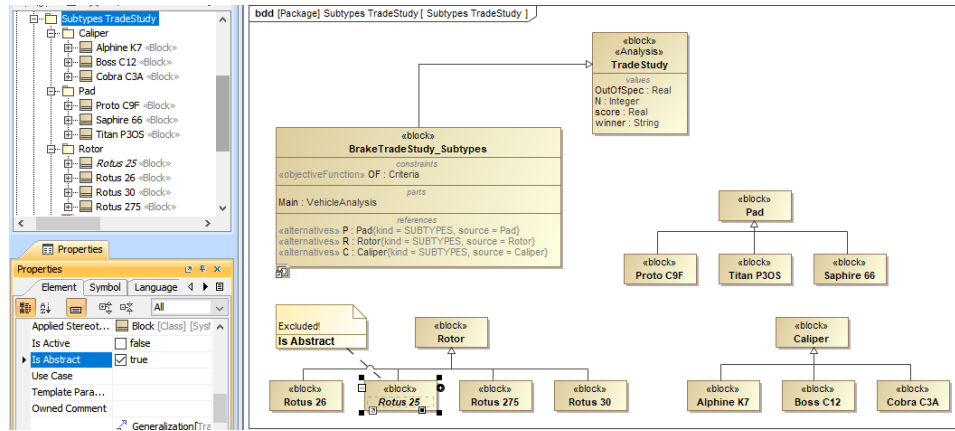 Subtypes TradeStudy
Caliper
Alphine K7 «Block»
Boss C12 «Block»
Cobra C3A «Block»
Pad
Proto C9F «Block»
Saphire 66 «Block»
Titan P3OS «Block»
Rotor
Rotus 25 «Block»
Rotus 26 «Block»
Rotus 30 «Block»
Rotus 275 «Block»
Properties
Properties
Element Symbol Language
All
Applied Stereot... Block [Class] [Sysf
Is Active false
Is Abstract true
Use Case
Template Para...
Owned Comment
Generalization[Tra
bdd [Package] Subtypes TradeStudy [ Subtypes TradeStudy ]
«block»
«Analysis»
TradeStudy
values
OutOfSpec : Real
N : Integer
score : Real
winner : String
«block»
BrakeTradeStudy_Subtypes
constraints
«objectiveFunction» OF : Criteria
parts
Main : VehicleAnalysis
references
«alternatives» P : Pad{kind = SUBTYPES, source = Pad}
«alternatives» R : Rotor{kind = SUBTYPES, source = Rotor}
«alternatives» C : Caliper{kind = SUBTYPES, source = Caliper}
«block»
Pad
«block»
Proto C9F
«block»
Titan P3OS
«block»
Saphire 66
Excluded!
Is Abstract
«block»
Rotor
«block»
Rotus 26
«block»
Rotus 25
«block»
Rotus 275
«block»
Rotus 30
«block»
Caliper
«block»
Alphine K7
«block»
Boss C12
«block»
Cobra C3A